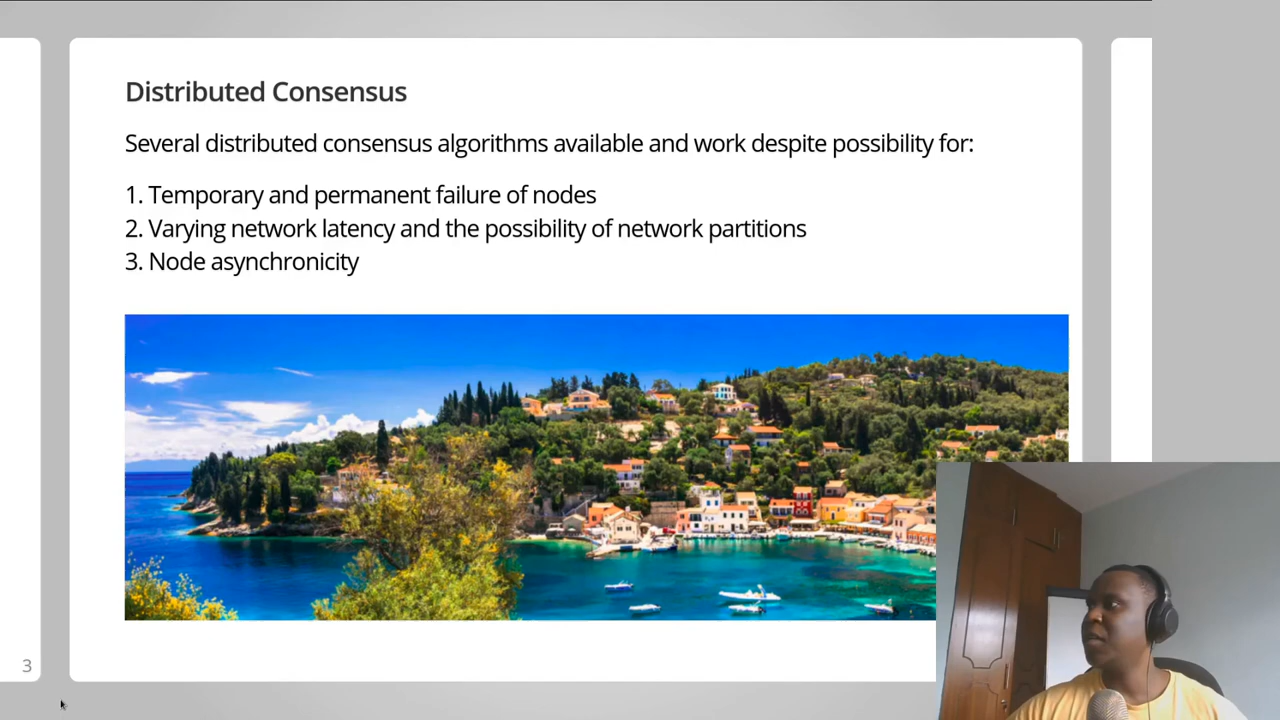 Distributed Consensus
Several distributed consensus algorithms available and work despite possibility for:
1. Temporary and permanent failure of nodes
2. Varying network latency and the possibility of network partitions
3. Node asynchronicity
3